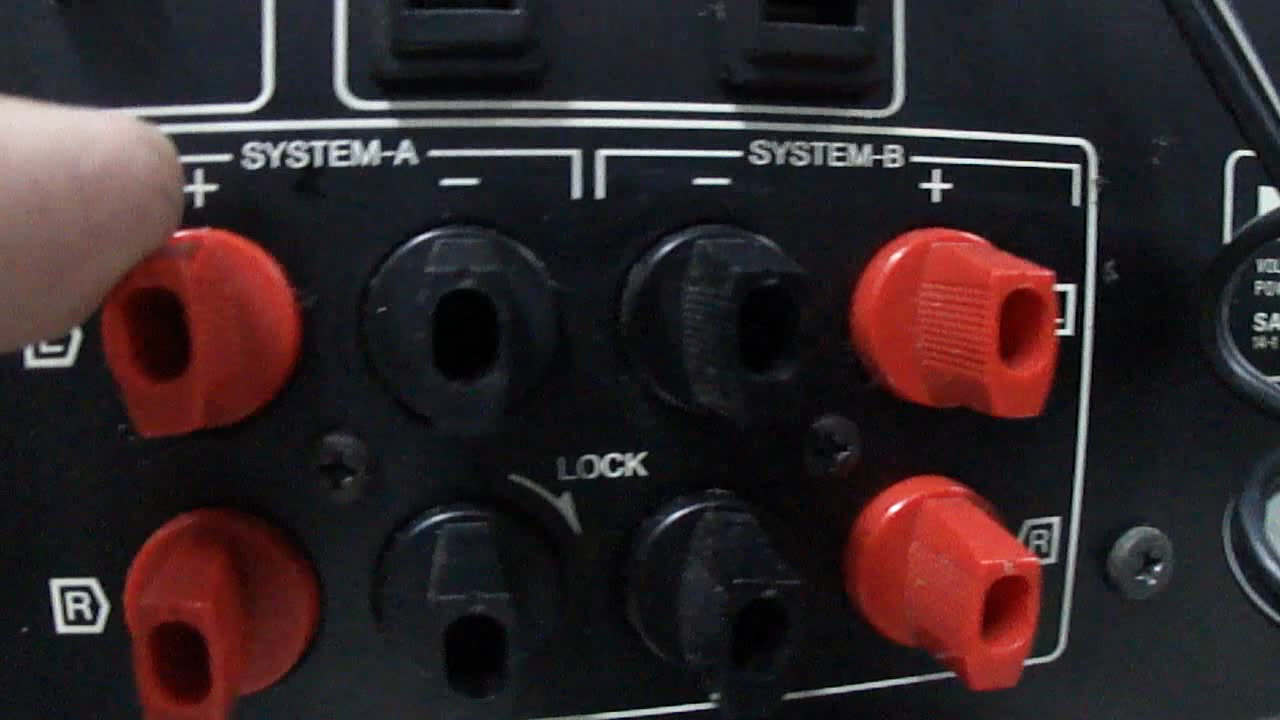 SYSTEM-A SYSTEM-B
+ − − +
L
LOCK
R R